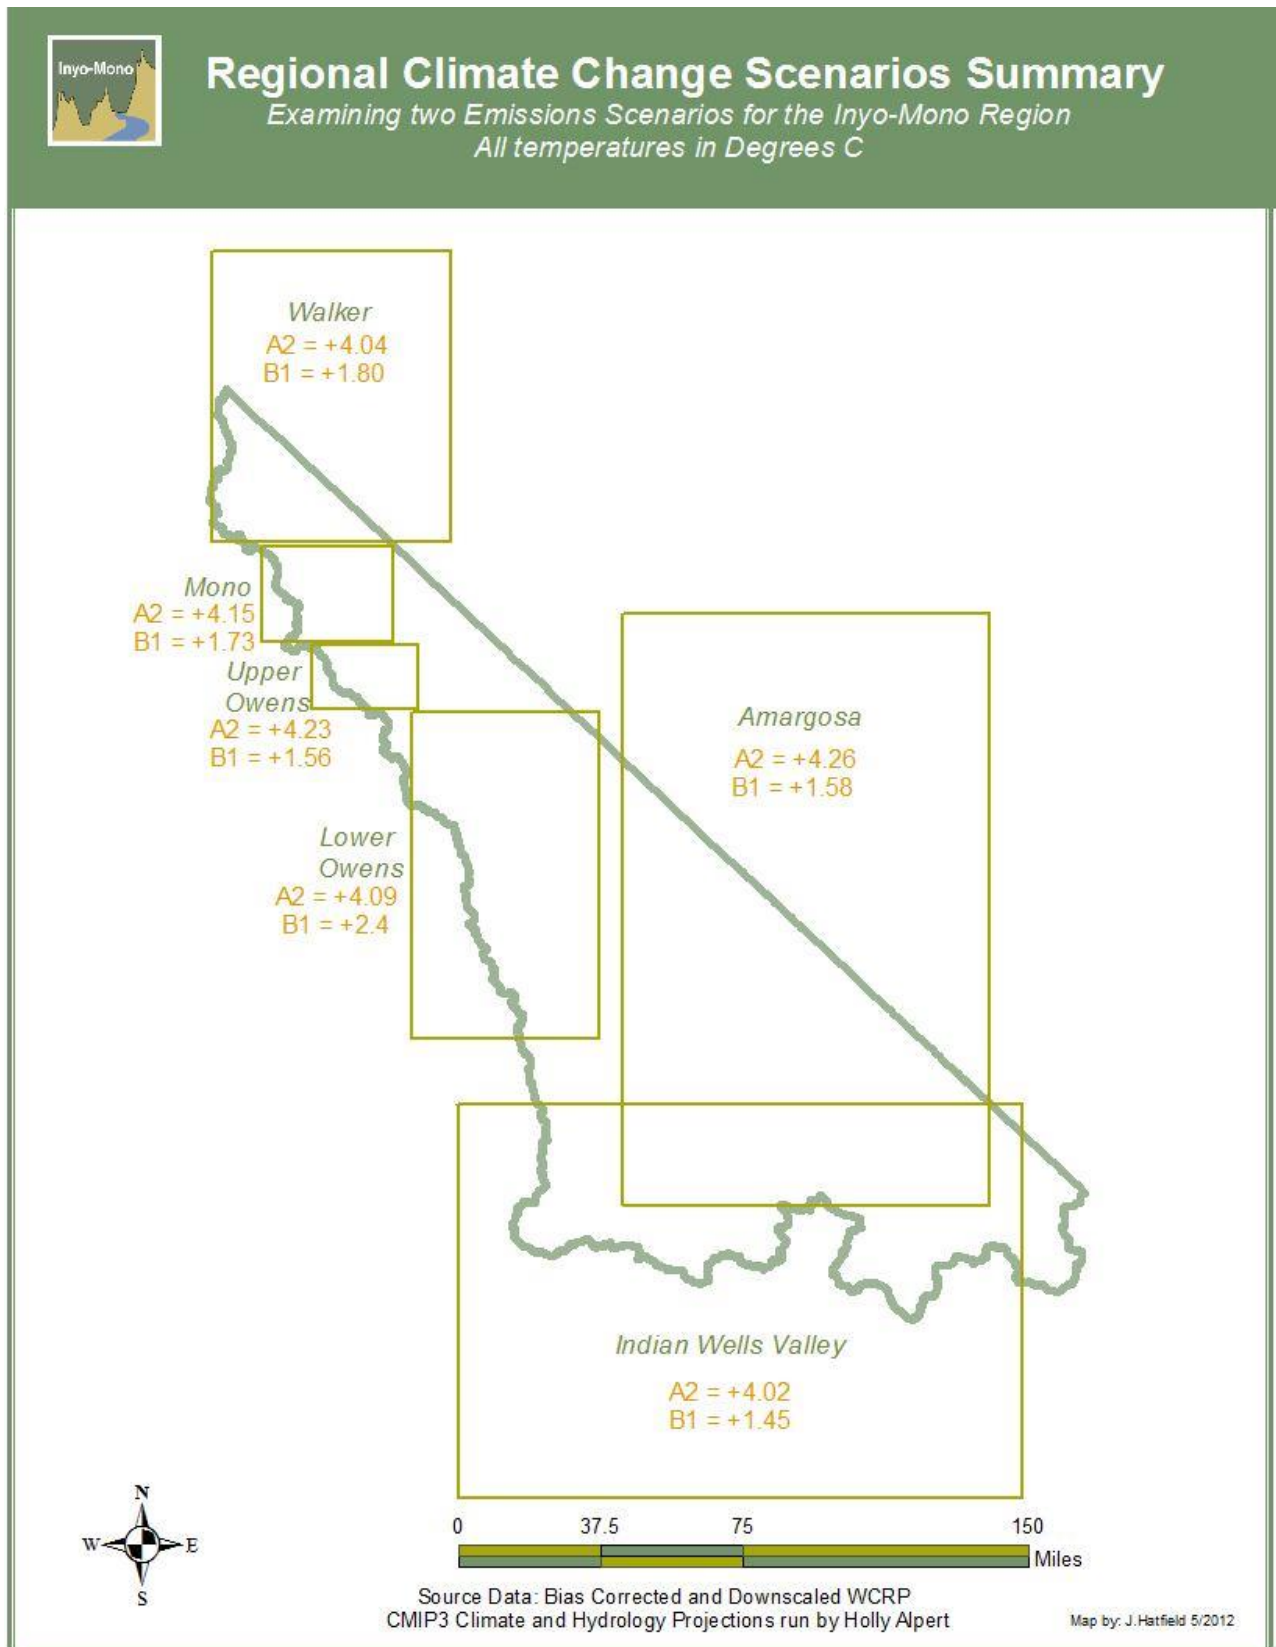 Inyo-Mono
Regional Climate Change Scenarios Summary
Examining two Emissions Scenarios for the Inyo-Mono Region
All temperatures in Degrees C
Walker
A2 = +4.04
B1 = +1.80
Mono
A2 = +4.15
B1 = +1.73
Upper
Owens
A2 = +4.23
B1 = +1.56
Amargosa
A2 = +4.26
B1 = +1.58
Lower
Owens
A2 = +4.09
B1 = +2.4
Indian Wells Valley
A2 = +4.02
B1 = +1.45
N
W E
S
0 37.5 75 150
Miles
Source Data: Bias Corrected and Downscaled WCRP
CMIP3 Climate and Hydrology Projections run by Holly Alpert
Map by: J.Hatfield 5/2012